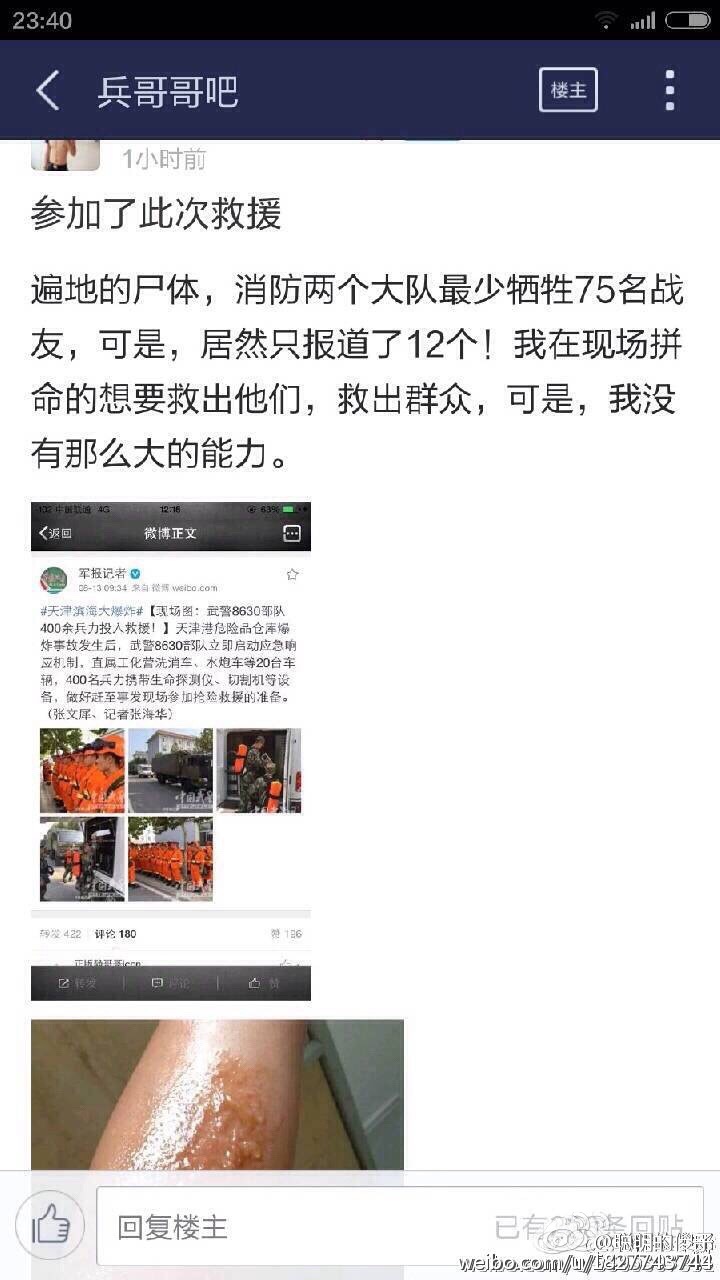 23:40
兵哥哥吧
楼主
1小时前
参加了此次救援
遍地的尸体，消防两个大队最少牺牲75名战
友，可是，居然只报道了12个！我在现场拼
命的想要救出他们，救出群众，可是，我没
有那么大的能力。
中国联通 4G 12:16 63%
返回 微博正文
军报记者
08-13 09:34 来自 微博 weibo.com
#天津滨海大爆炸#【现场图：武警8630部队
400余兵力投入救援！】天津港危险品仓库爆
炸事故发生后，武警8630部队立即启动应急响
应机制，直属工化营洗消车、水炮车等20台车
辆，400名兵力携带生命探测仪、切割机等设
备，做好赶至事发现场参加抢险救援的准备。
（张文犀、记者张海华）
转发 422 评论 180 赞 196
转发 评论 赞
回复楼主
weibo.com/u/1827743744